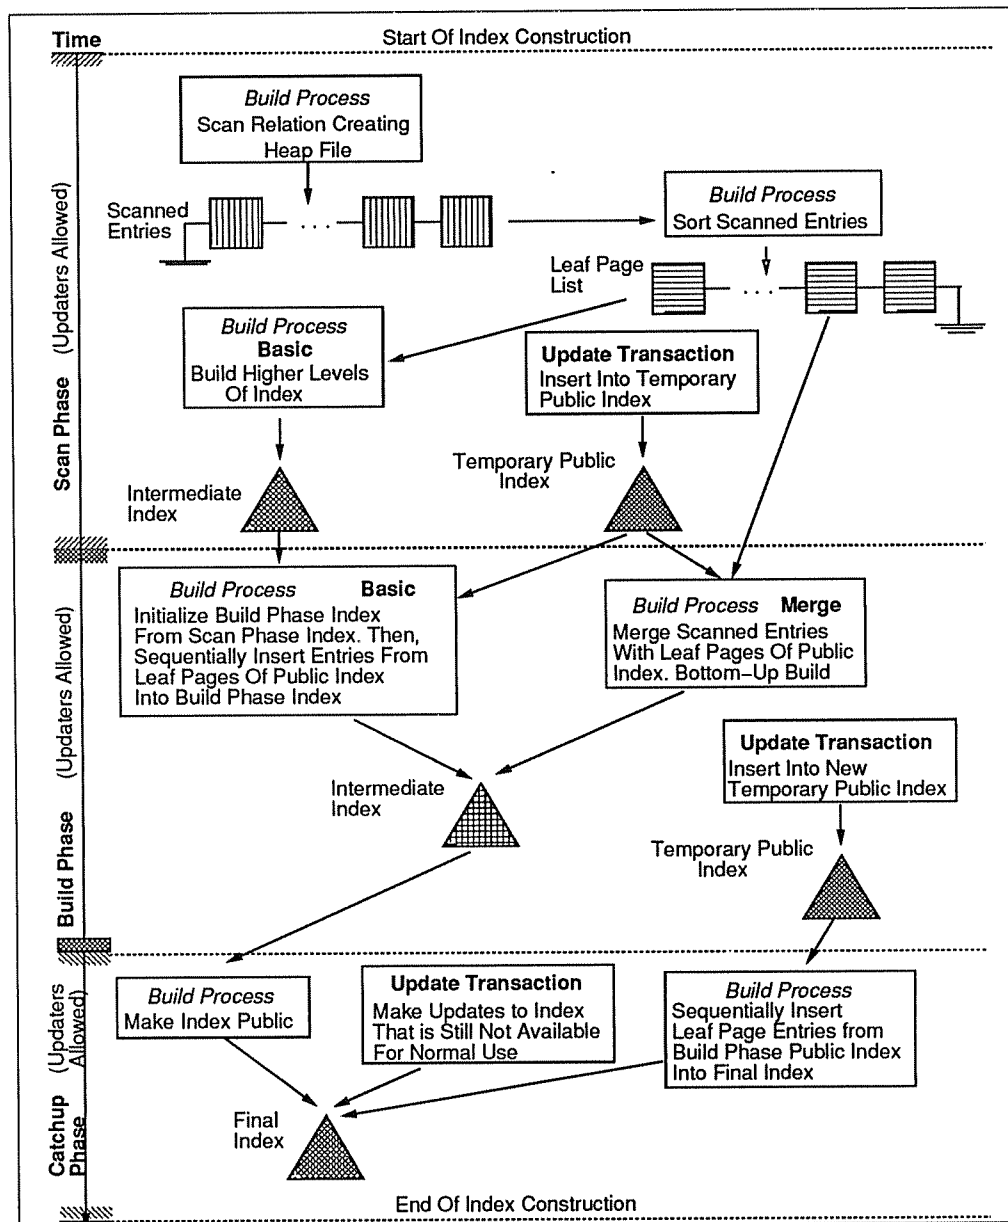 Time
Start Of Index Construction
Build Process
Scan Relation Creating
Heap File
Scanned
Entries
. . .
Build Process
Sort Scanned Entries
Leaf Page
List
. . .
Build Process
Basic
Build Higher Levels
Of Index
Update Transaction
Insert Into Temporary
Public Index
Scan Phase (Updaters Allowed)
Intermediate
Index
Temporary Public
Index
Build Process Basic
Initialize Build Phase Index
From Scan Phase Index. Then,
Sequentially Insert Entries From
Leaf Pages Of Public Index
Into Build Phase Index
Build Process Merge
Merge Scanned Entries
With Leaf Pages Of Public
Index. Bottom-Up Build
Build Phase (Updaters Allowed)
Update Transaction
Insert Into New
Temporary Public Index
Intermediate
Index
Temporary Public
Index
Build Process
Make Index Public
Update Transaction
Make Updates to Index
That is Still Not Available
For Normal Use
Build Process
Sequentially Insert
Leaf Page Entries from
Build Phase Public Index
Into Final Index
Catchup (Updaters
Phase Allowed)
Final
Index
End Of Index Construction